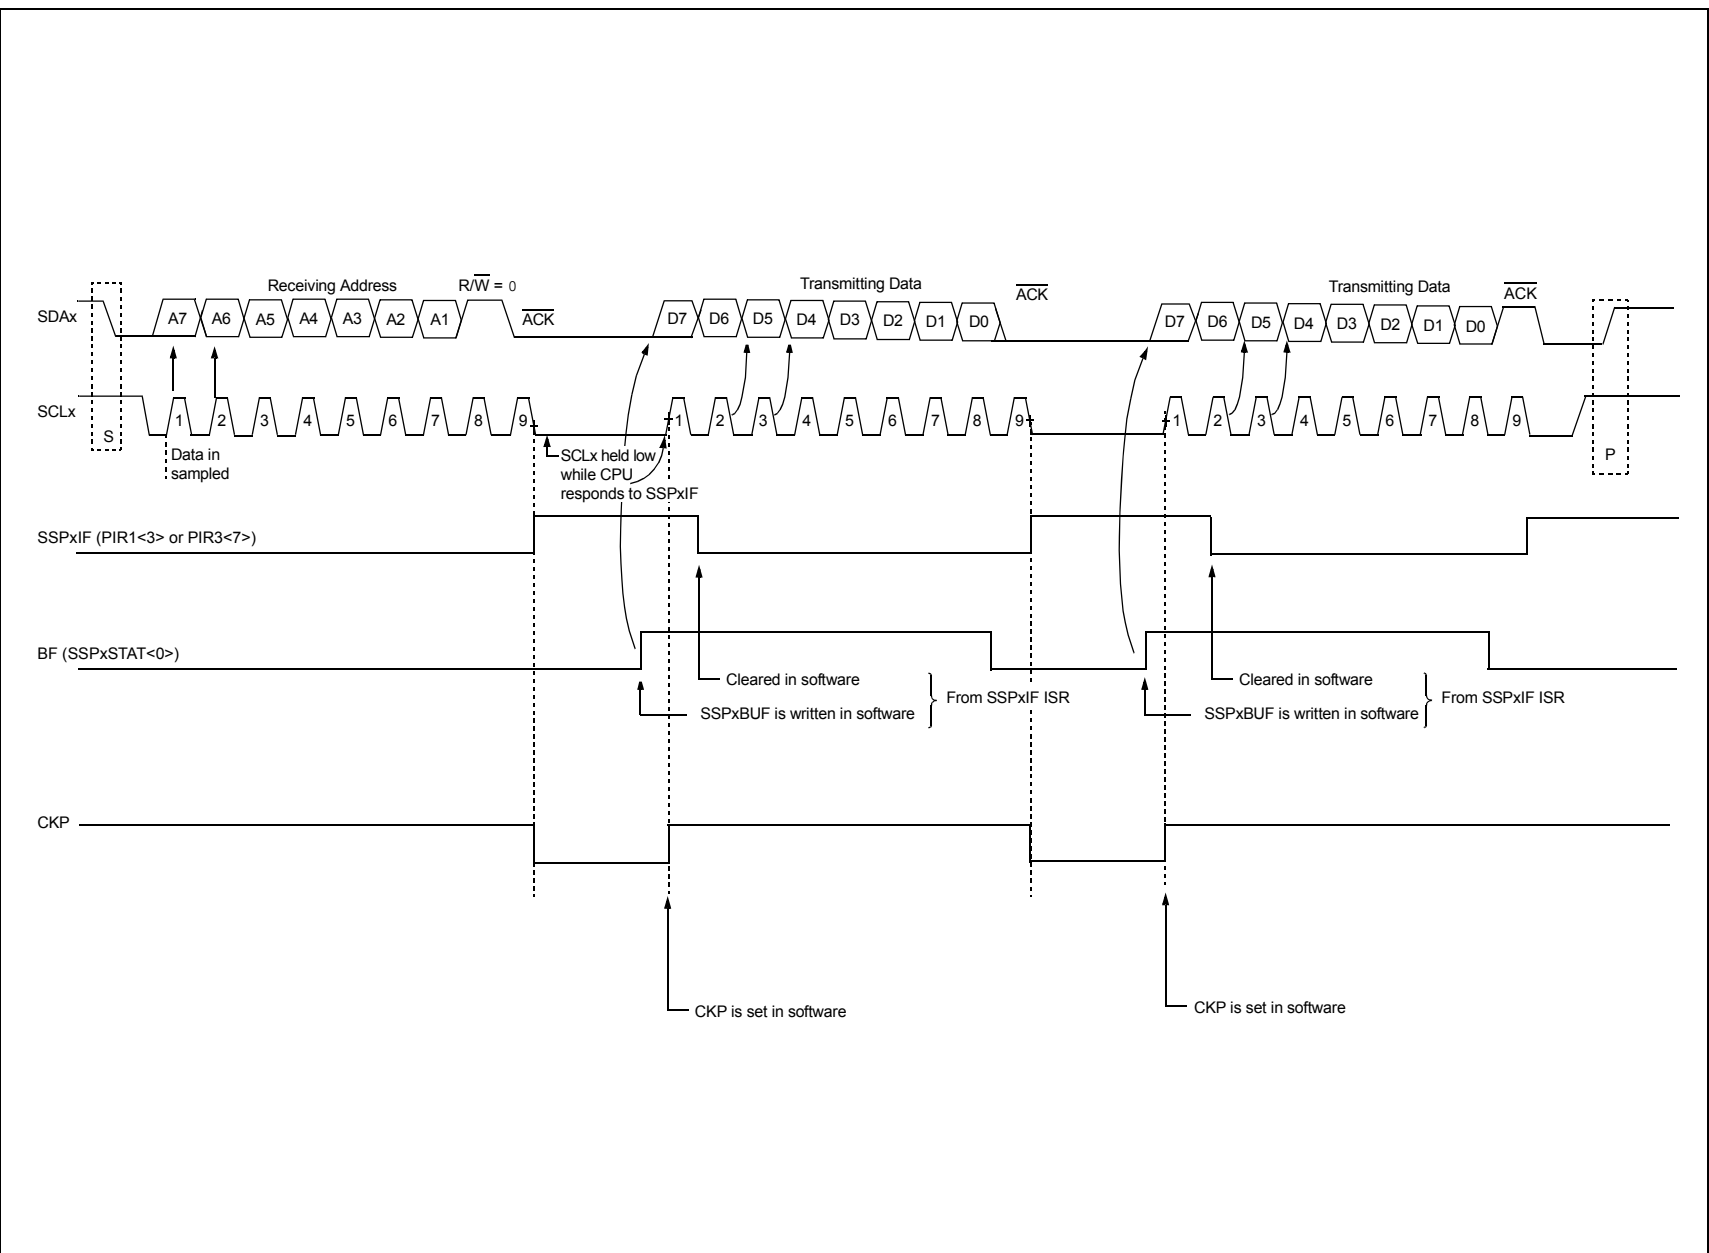 Receiving Address R/W = 0
Transmitting Data
ACK
Transmitting Data
ACK
SDAx
A7 A6 A5 A4 A3 A2 A1
ACK
D7 D6 D5 D4 D3 D2 D1 D0
D7 D6 D5 D4 D3 D2 D1 D0
SCLx
S
1 2 3 4 5 6 7 8 9
1 2 3 4 5 6 7 8 9
1 2 3 4 5 6 7 8 9
P
Data in
sampled
SCLx held low
while CPU
responds to SSPxIF
SSPxIF (PIR1<3> or PIR3<7>)
BF (SSPxSTAT<0>)
Cleared in software
SSPxBUF is written in software
From SSPxIF ISR
Cleared in software
SSPxBUF is written in software
From SSPxIF ISR
CKP
CKP is set in software
CKP is set in software